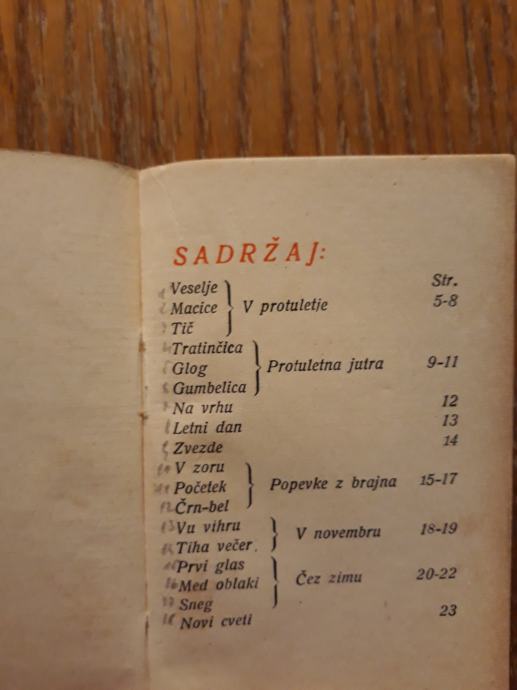 SADRŽAJ:
Str.
Veselje
Macice } V protuletje 5-8
Tič
Tratinčica
Glog } Protuletna jutra 9-11
Gumbelica
Na vrhu 12
Letni dan 13
Zvezde 14
V zoru
Početek } Popevke z brajna 15-17
Črn-bel
Vu vihru } V novembru 18-19
Tiha večer
Prvi glas
Med oblaki } Čez zimu 20-22
Sneg
Novi cveti 23